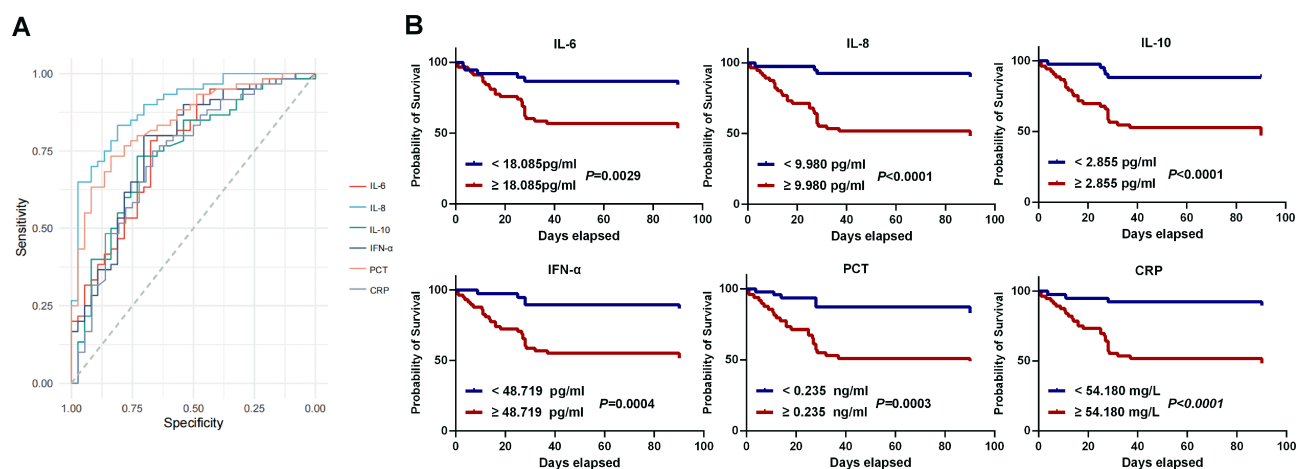 A
Sensitivity
1.00
0.75
0.50
0.25
0.00
1.00 0.75 0.50 0.25 0.00
Specificity
IL-6
IL-8
IL-10
IFN-α
PCT
CRP
B
IL-6
Probability of Survival
100
50
0
< 18.085pg/ml
≥ 18.085pg/ml
P=0.0029
0 20 40 60 80 100
Days elapsed
IL-8
Probability of Survival
100
50
0
< 9.980 pg/ml
≥ 9.980 pg/ml
P<0.0001
0 20 40 60 80 100
Days elapsed
IL-10
Probability of Survival
100
50
0
< 2.855 pg/ml
≥ 2.855 pg/ml
P<0.0001
0 20 40 60 80 100
Days elapsed
IFN-α
Probability of Survival
100
50
0
< 48.719 pg/ml
≥ 48.719 pg/ml
P=0.0004
0 20 40 60 80 100
Days elapsed
PCT
Probability of Survival
100
50
0
< 0.235 ng/ml
≥ 0.235 ng/ml
P=0.0003
0 20 40 60 80 100
Days elapsed
CRP
Probability of Survival
100
50
0
< 54.180 mg/L
≥ 54.180 mg/L
P<0.0001
0 20 40 60 80 100
Days elapsed